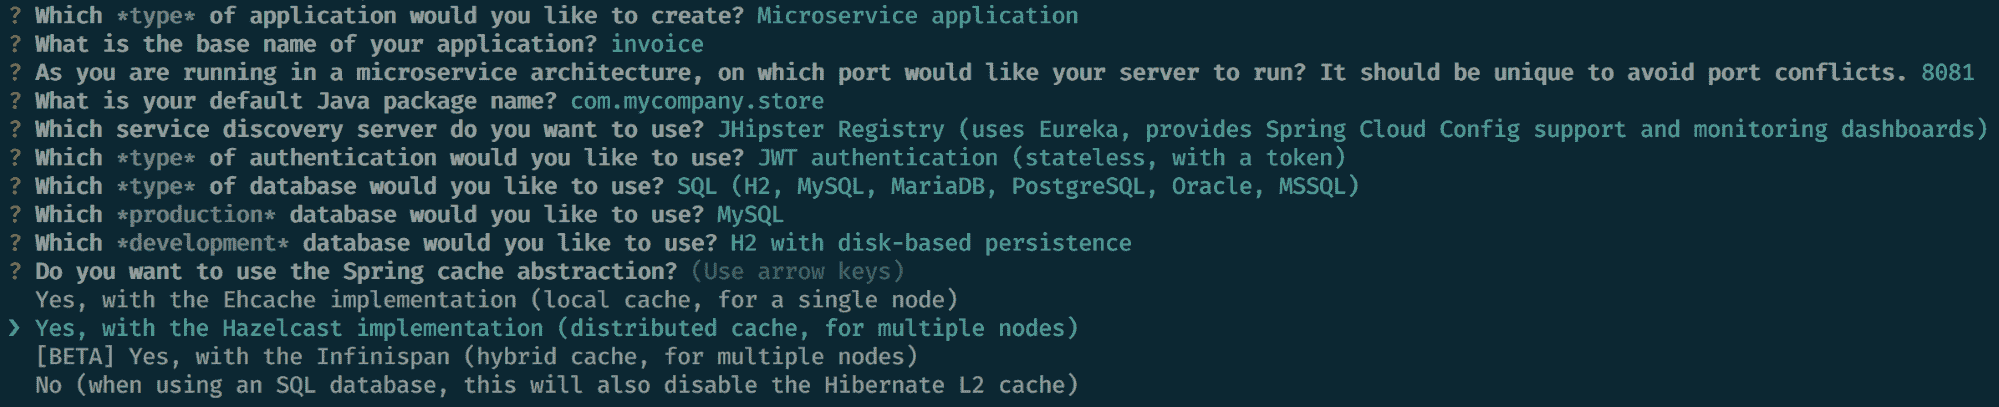 ? Which *type* of application would you like to create? Microservice application
? What is the base name of your application? invoice
? As you are running in a microservice architecture, on which port would like your server to run? It should be unique to avoid port conflicts. 8081
? What is your default Java package name? com.mycompany.store
? Which service discovery server do you want to use? JHipster Registry (uses Eureka, provides Spring Cloud Config support and monitoring dashboards)
? Which *type* of authentication would you like to use? JWT authentication (stateless, with a token)
? Which *type* of database would you like to use? SQL (H2, MySQL, MariaDB, PostgreSQL, Oracle, MSSQL)
? Which *production* database would you like to use? MySQL
? Which *development* database would you like to use? H2 with disk-based persistence
? Do you want to use the Spring cache abstraction? (Use arrow keys)
Yes, with the Ehcache implementation (local cache, for a single node)
❯ Yes, with the Hazelcast implementation (distributed cache, for multiple nodes)
[BETA] Yes, with the Infinispan (hybrid cache, for multiple nodes)
No (when using an SQL database, this will also disable the Hibernate L2 cache)